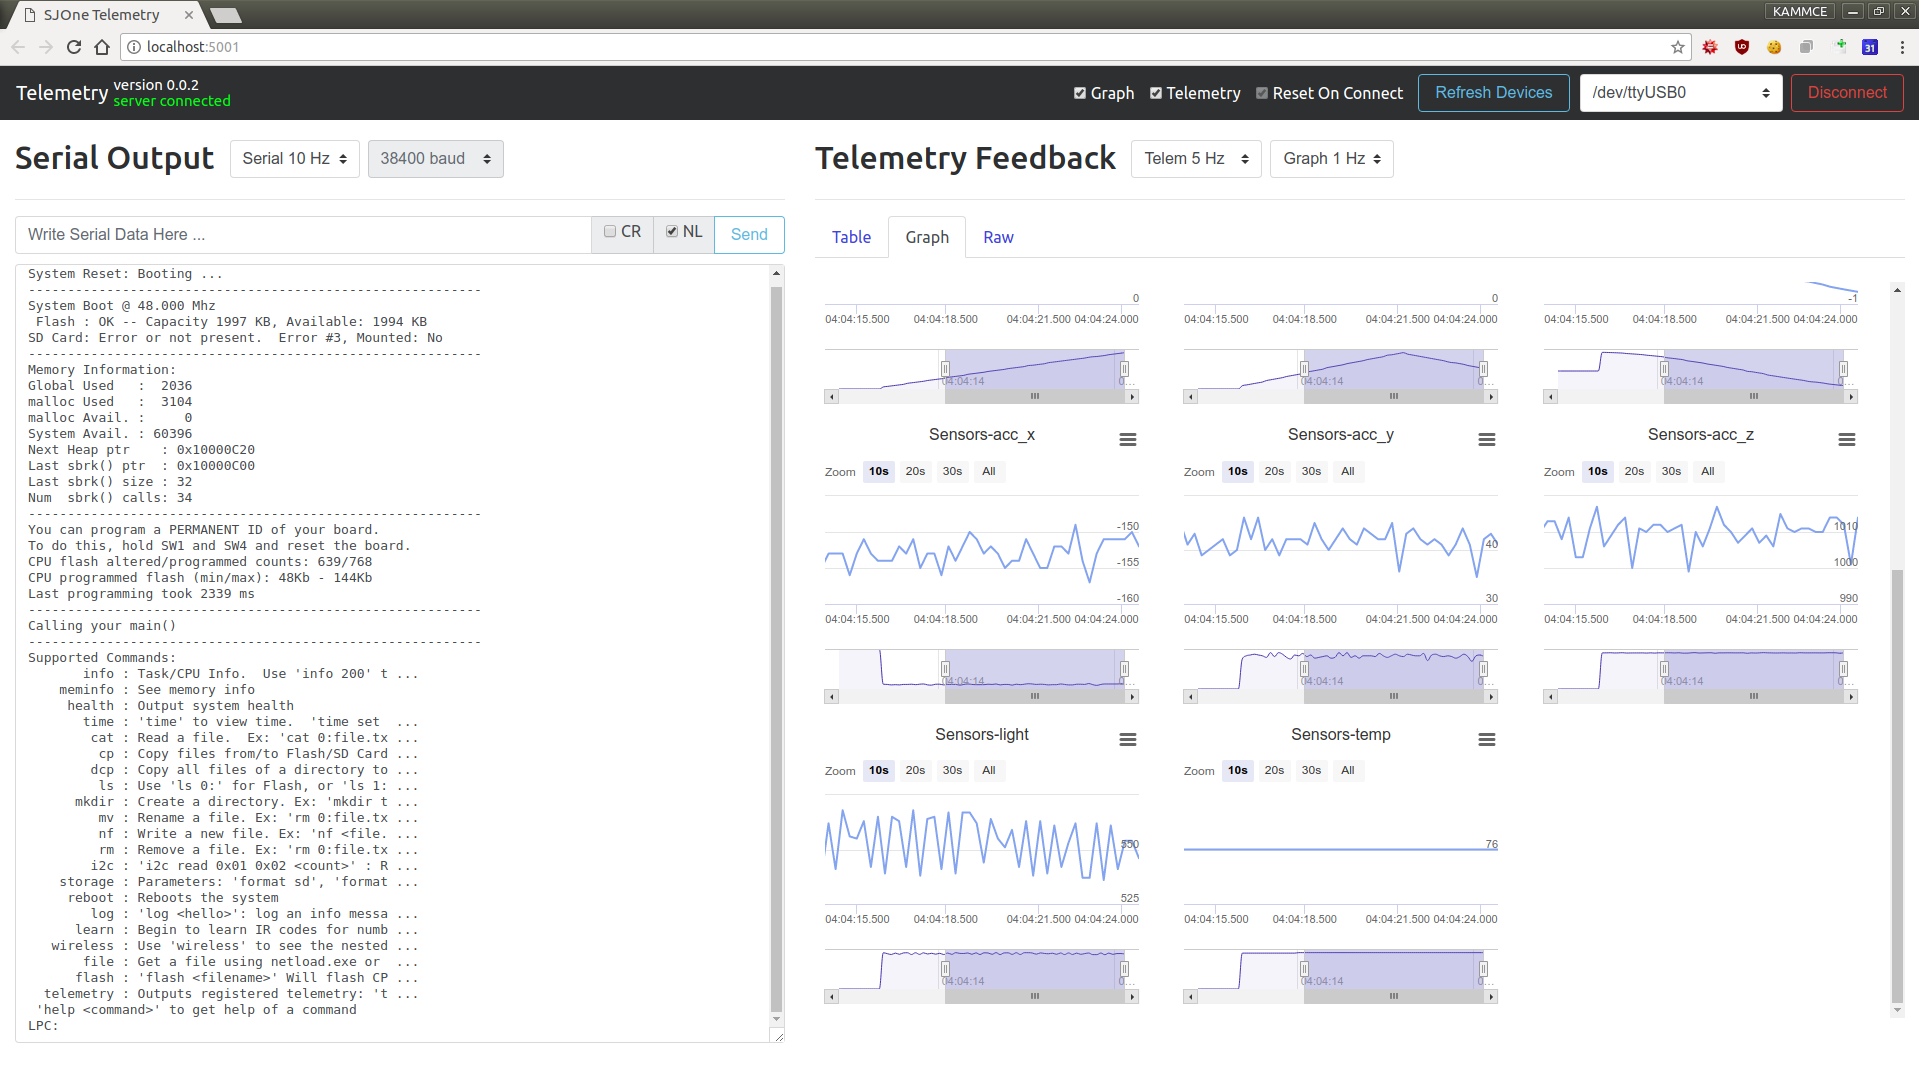 SJOne Telemetry
KAMMCE
localhost:5001
31
Telemetry version 0.0.2
server connected
Graph Telemetry Reset On Connect Refresh Devices /dev/ttyUSB0 Disconnect
Serial Output Serial 10 Hz 38400 baud
Write Serial Data Here ... CR NL Send
System Reset: Booting ...
----------------------------------------------------------
System Boot @ 48.000 Mhz
Flash : OK -- Capacity 1997 KB, Available: 1994 KB
SD Card: Error or not present.  Error #3, Mounted: No
----------------------------------------------------------
Memory Information:
Global Used   :  2036
malloc Used   :  3104
malloc Avail. :     0
System Avail. : 60396
Next Heap ptr    : 0x10000C20
Last sbrk() ptr  : 0x10000C00
Last sbrk() size : 32
Num  sbrk() calls: 34
----------------------------------------------------------
You can program a PERMANENT ID of your board.
To do this, hold SW1 and SW4 and reset the board.
CPU flash altered/programmed counts: 639/768
CPU programmed flash (min/max): 48Kb - 144Kb
Last programming took 2339 ms
----------------------------------------------------------
Calling your main()
----------------------------------------------------------
Supported Commands:
info : Task/CPU Info.  Use 'info 200' t ...
meminfo : See memory info
health : Output system health
time : 'time' to view time.  'time set  ...
cat : Read a file.  Ex: 'cat 0:file.tx ...
cp : Copy files from/to Flash/SD Card ...
dcp : Copy all files of a directory to ...
ls : Use 'ls 0:' for Flash, or 'ls 1: ...
mkdir : Create a directory. Ex: 'mkdir t ...
mv : Rename a file. Ex: 'rm 0:file.tx ...
nf : Write a new file. Ex: 'nf <file. ...
rm : Remove a file. Ex: 'rm 0:file.tx ...
i2c : 'i2c read 0x01 0x02 <count>' : R ...
storage : Parameters: 'format sd', 'format ...
reboot : Reboots the system
log : 'log <hello>': log an info messa ...
learn : Begin to learn IR codes for numb ...
wireless : Use 'wireless' to see the nested ...
file : Get a file using netload.exe or  ...
flash : 'flash <filename>' Will flash CP ...
telemetry : Outputs registered telemetry: 't ...
'help <command>' to get help of a command
LPC:
Telemetry Feedback Telem 5 Hz Graph 1 Hz
Table Graph Raw
0 0 -1
04:04:15.500 04:04:18.500 04:04:21.500 04:04:24.000 04:04:15.500 04:04:18.500 04:04:21.500 04:04:24.000 04:04:15.500 04:04:18.500 04:04:21.500 04:04:24.000
04:04:14 0... 04:04:14 0... 04:04:14 0...
Sensors-acc_x Sensors-acc_y Sensors-acc_z
Zoom 10s 20s 30s All Zoom 10s 20s 30s All Zoom 10s 20s 30s All
-150 1010
40
-155 1000
-160 30 990
04:04:15.500 04:04:18.500 04:04:21.500 04:04:24.000 04:04:15.500 04:04:18.500 04:04:21.500 04:04:24.000 04:04:15.500 04:04:18.500 04:04:21.500 04:04:24.000
04:04:14 0... 04:04:14 0... 04:04:14 0...
Sensors-light Sensors-temp
Zoom 10s 20s 30s All Zoom 10s 20s 30s All
550 76
525
04:04:15.500 04:04:18.500 04:04:21.500 04:04:24.000 04:04:15.500 04:04:18.500 04:04:21.500 04:04:24.000
04:04:14 0... 04:04:14 0...